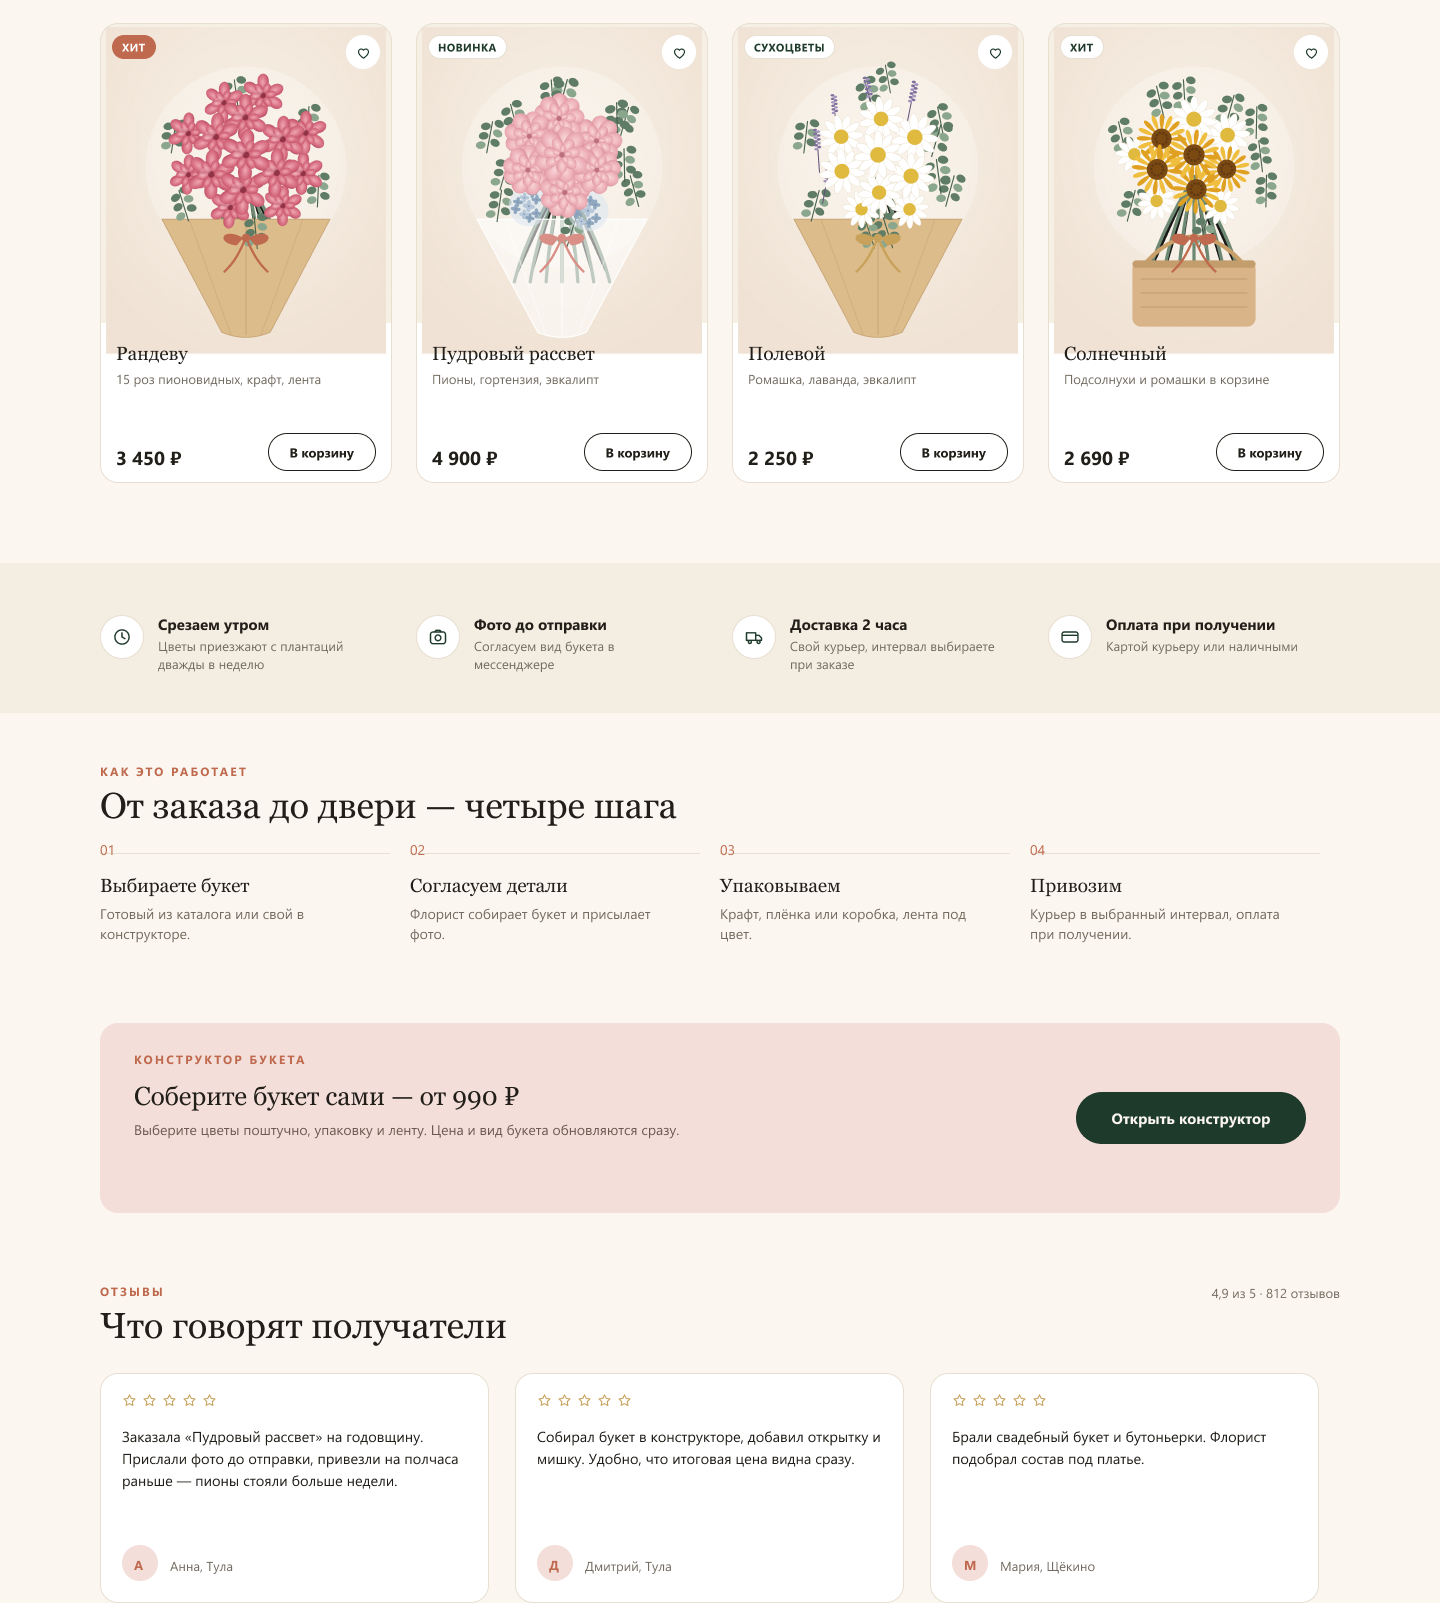 ХИТ
НОВИНКА
СУХОЦВЕТЫ
ХИТ
Рандеву
15 роз пионовидных, крафт, лента
3 450 ₽
В корзину
Пудровый рассвет
Пионы, гортензия, эвкалипт
4 900 ₽
В корзину
Полевой
Ромашка, лаванда, эвкалипт
2 250 ₽
В корзину
Солнечный
Подсолнухи и ромашки в корзине
2 690 ₽
В корзину
Срезаем утром
Цветы приезжают с плантаций
дважды в неделю
Фото до отправки
Согласуем вид букета в
мессенджере
Доставка 2 часа
Свой курьер, интервал выбираете
при заказе
Оплата при получении
Картой курьеру или наличными
КАК ЭТО РАБОТАЕТ
От заказа до двери — четыре шага
01
Выбираете букет
Готовый из каталога или свой в
конструкторе.
02
Согласуем детали
Флорист собирает букет и присылает
фото.
03
Упаковываем
Крафт, плёнка или коробка, лента под
цвет.
04
Привозим
Курьер в выбранный интервал, оплата
при получении.
КОНСТРУКТОР БУКЕТА
Соберите букет сами — от 990 ₽
Выберите цветы поштучно, упаковку и ленту. Цена и вид букета обновляются сразу.
Открыть конструктор
ОТЗЫВЫ
4,9 из 5 · 812 отзывов
Что говорят получатели
Заказала «Пудровый рассвет» на годовщину.
Прислали фото до отправки, привезли на полчаса
раньше — пионы стояли больше недели.
А
Анна, Тула
Собирал букет в конструкторе, добавил открытку и
мишку. Удобно, что итоговая цена видна сразу.
Д
Дмитрий, Тула
Брали свадебный букет и бутоньерки. Флорист
подобрал состав под платье.
М
Мария, Щёкино